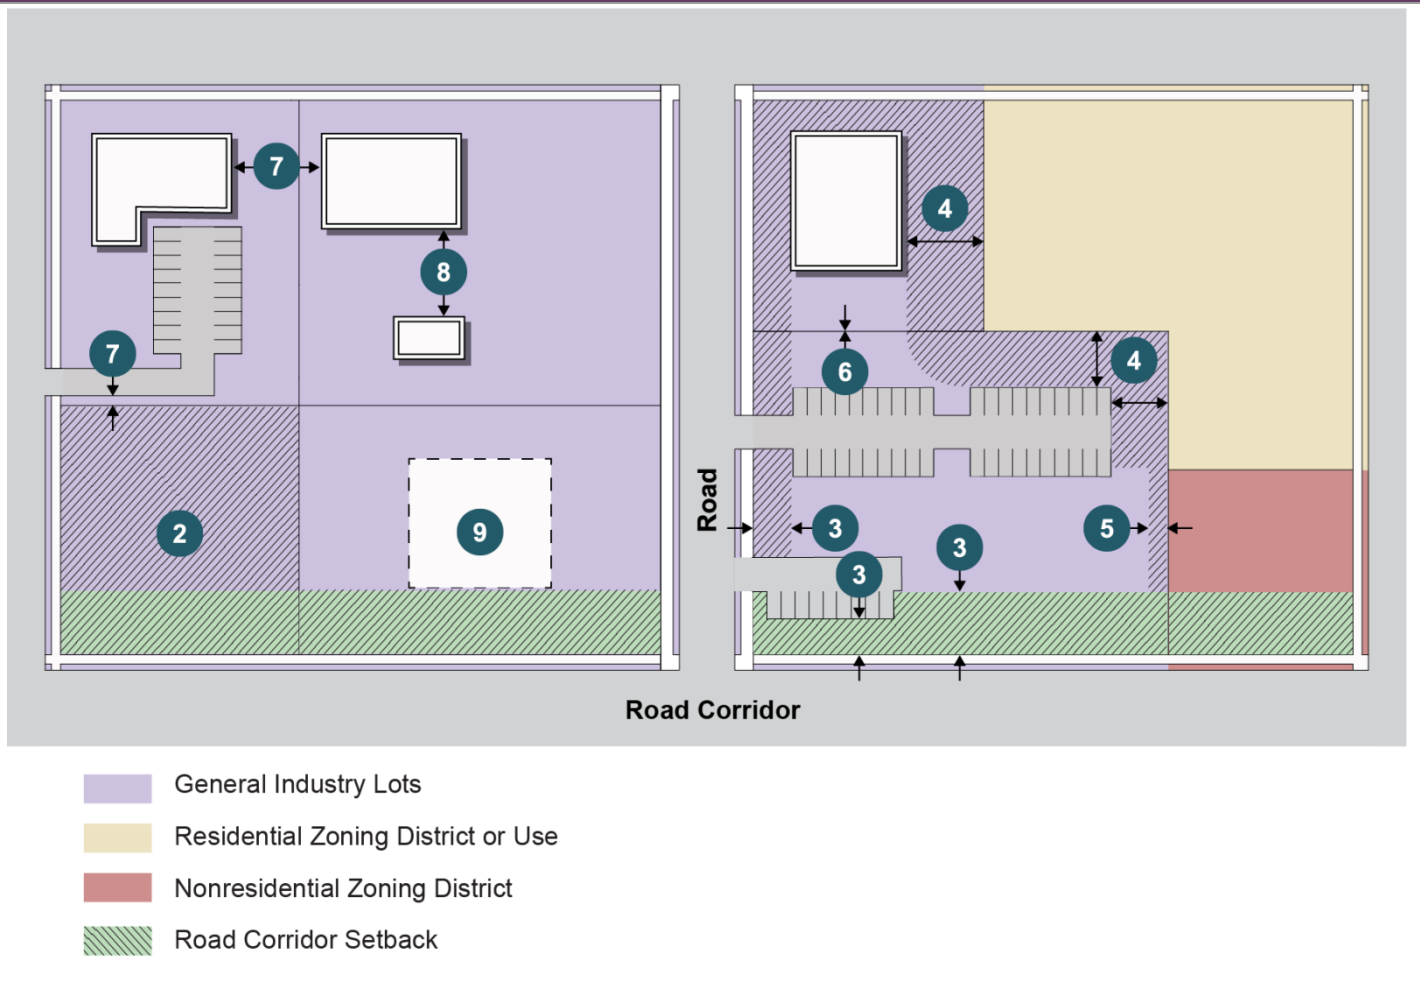 7
8
7
2
9
4
4
6
3
5
3
3
Road
Road Corridor
General Industry Lots
Residential Zoning District or Use
Nonresidential Zoning District
Road Corridor Setback